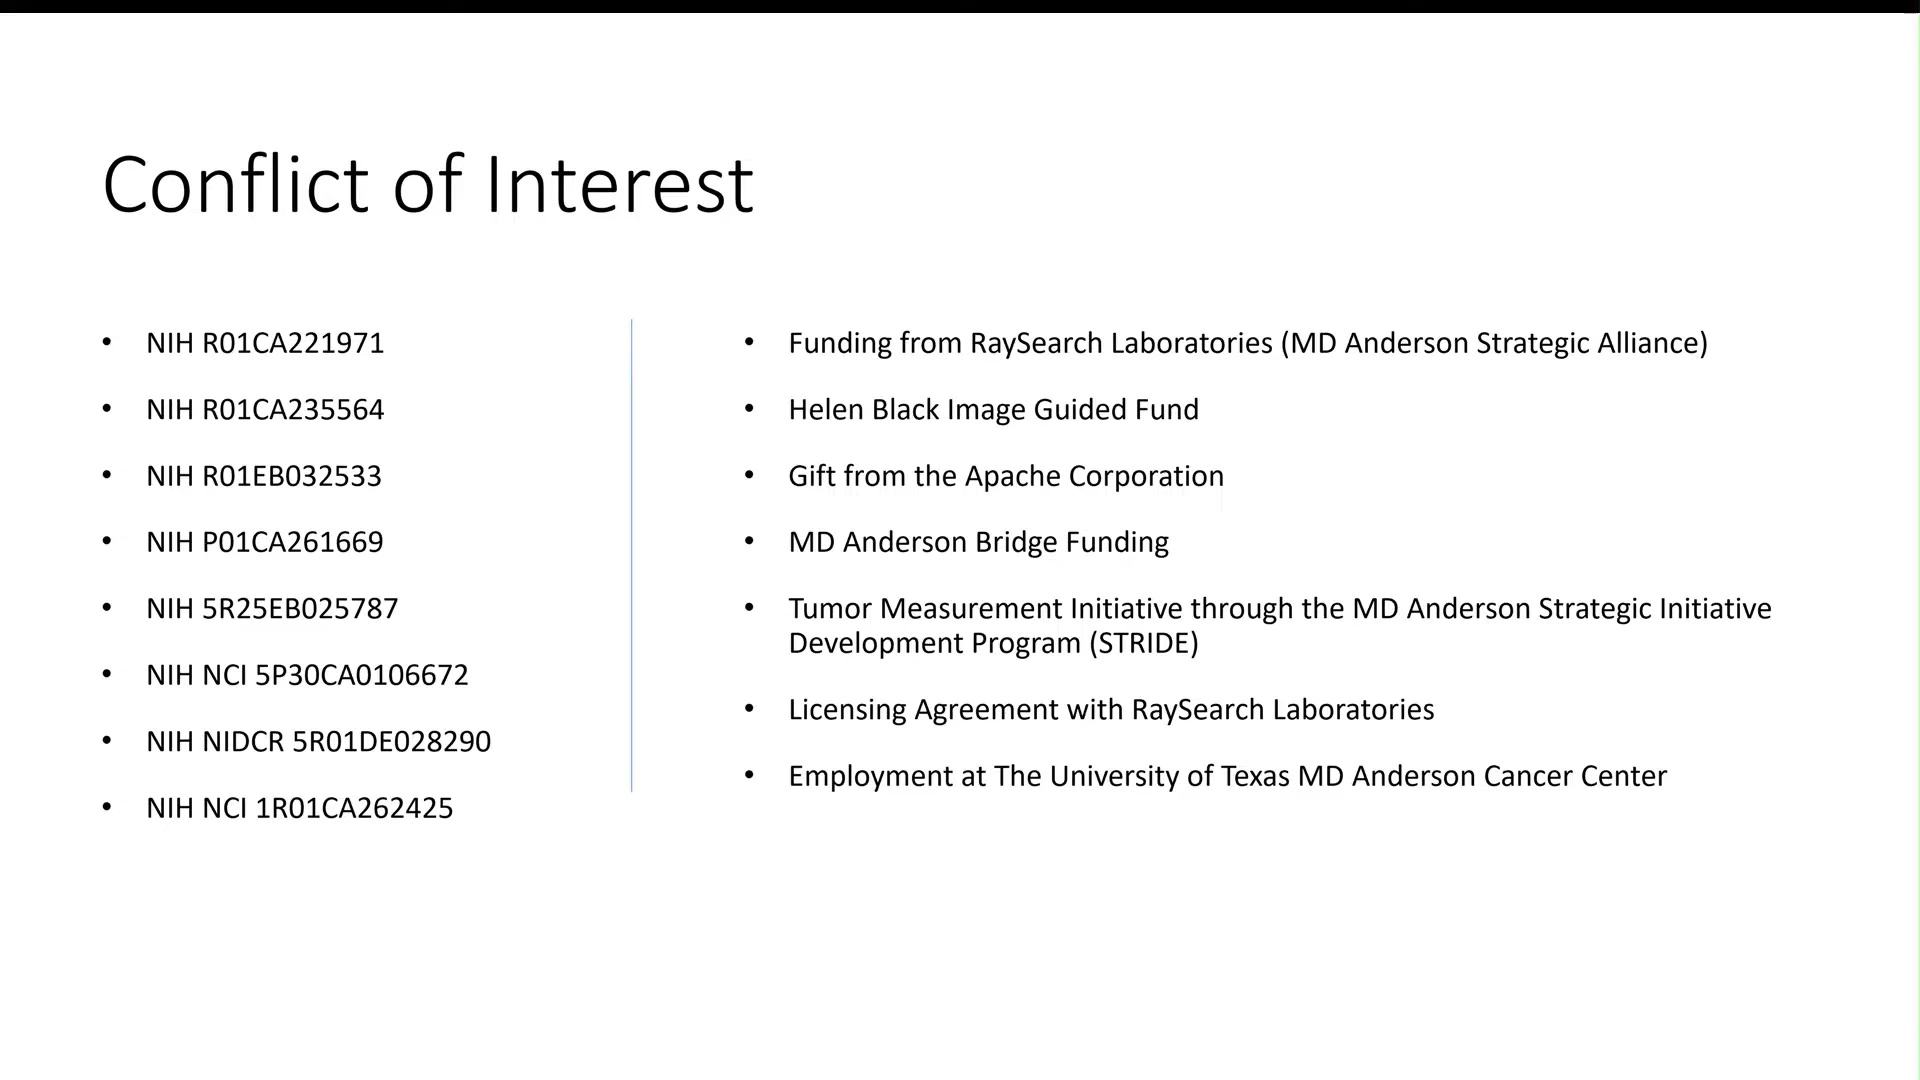 Conflict of Interest
• NIH R01CA221971
• NIH R01CA235564
• NIH R01EB032533
• NIH P01CA261669
• NIH 5R25EB025787
• NIH NCI 5P30CA0106672
• NIH NIDCR 5R01DE028290
• NIH NCI 1R01CA262425
• Funding from RaySearch Laboratories (MD Anderson Strategic Alliance)
• Helen Black Image Guided Fund
• Gift from the Apache Corporation
• MD Anderson Bridge Funding
• Tumor Measurement Initiative through the MD Anderson Strategic Initiative
Development Program (STRIDE)
• Licensing Agreement with RaySearch Laboratories
• Employment at The University of Texas MD Anderson Cancer Center